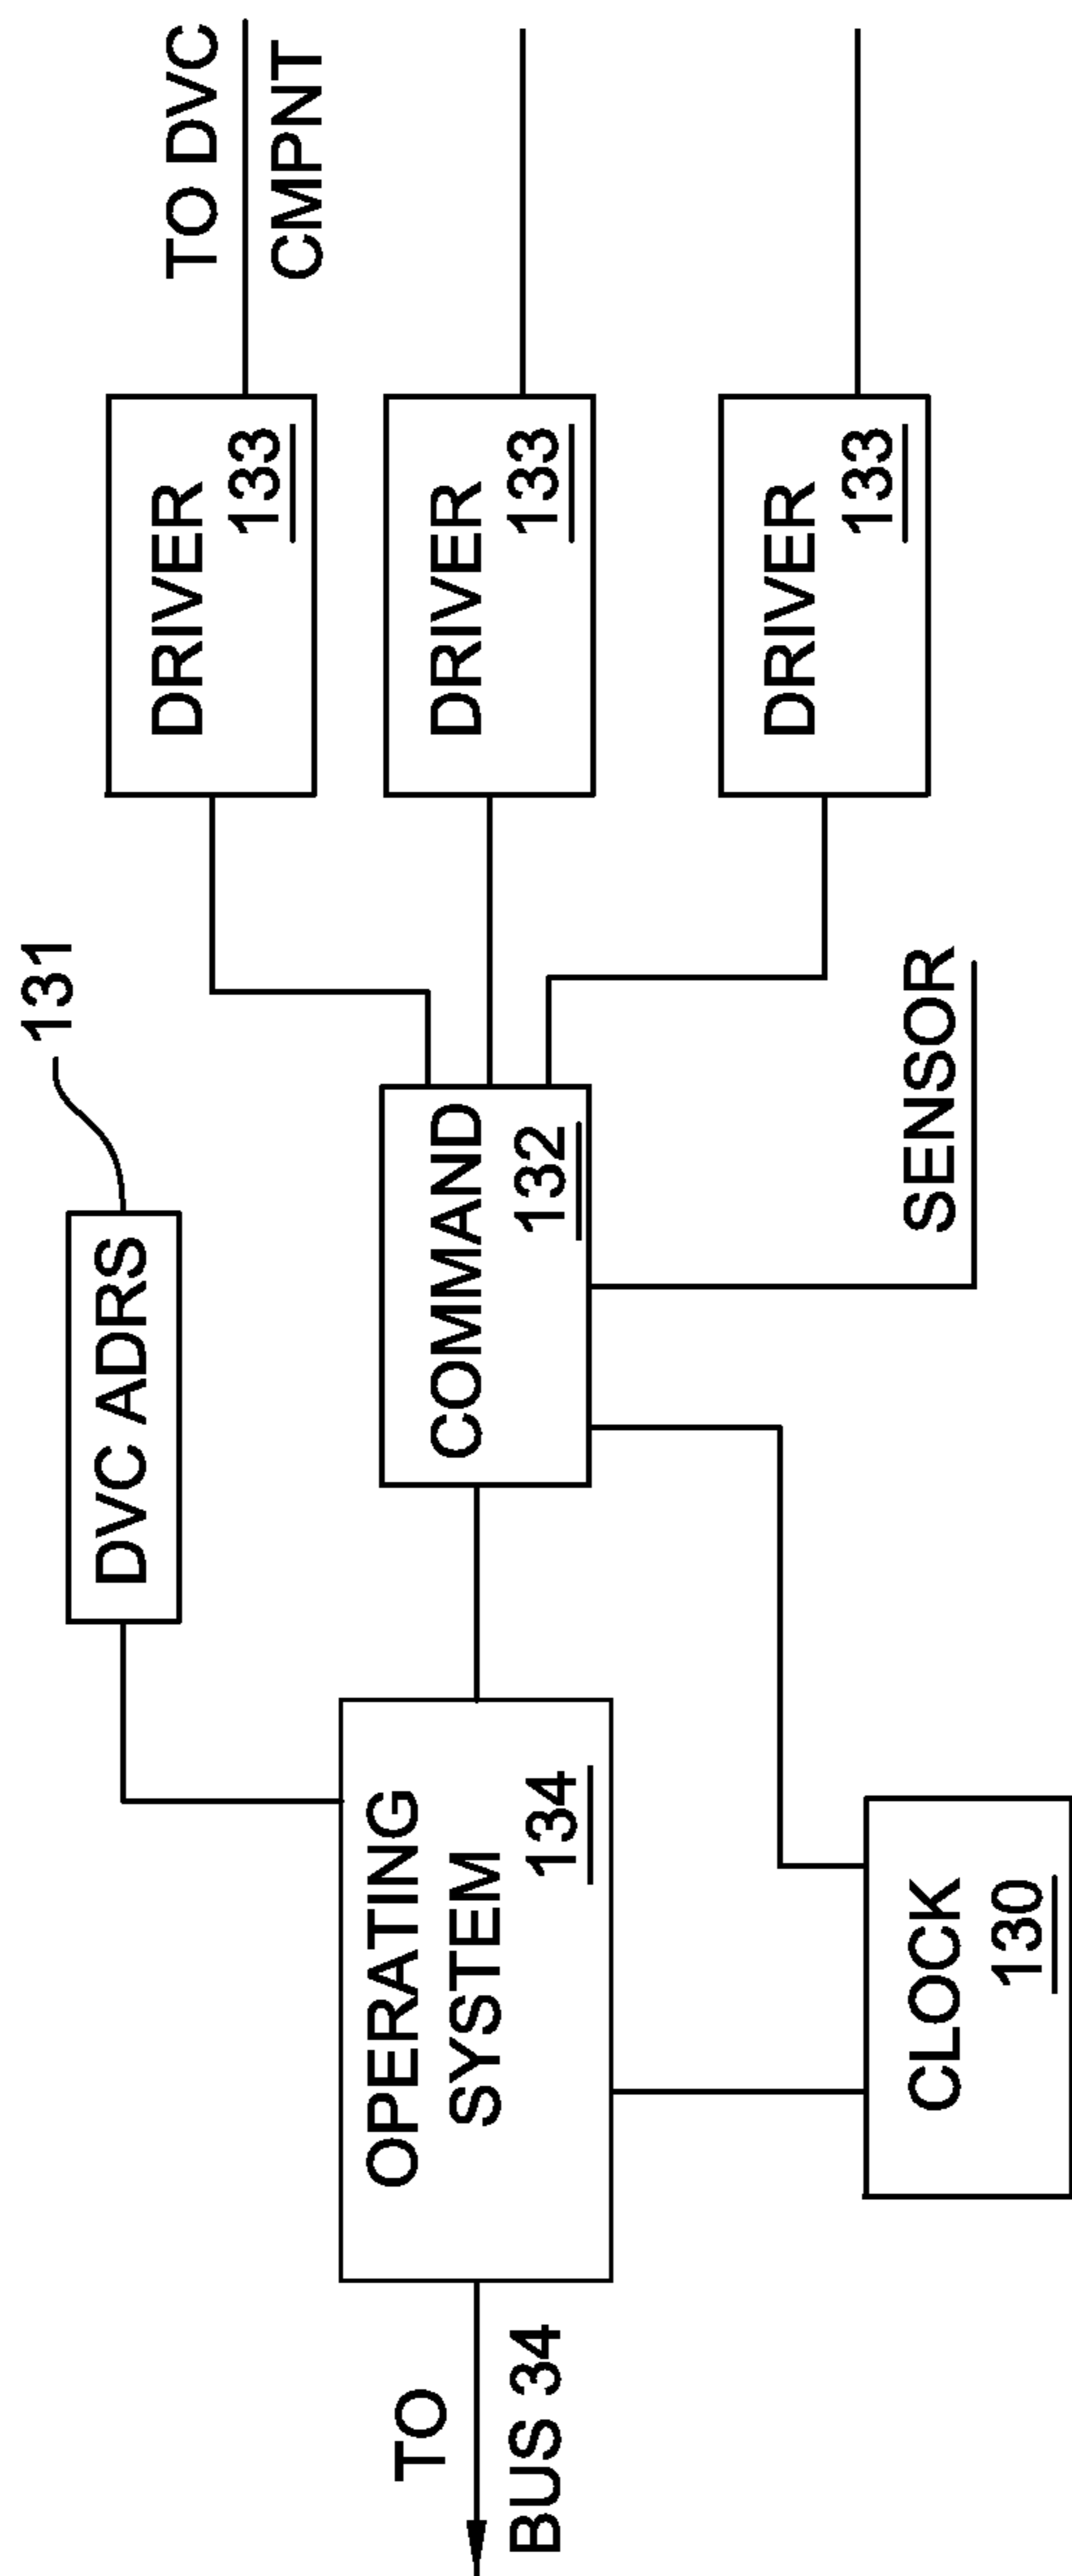 TO
BUS 34
OPERATING
SYSTEM
134
DVC ADRS
131
CLOCK
130
COMMAND
132
SENSOR
DRIVER
133
DRIVER
133
DRIVER
133
TO DVC
CMPNT